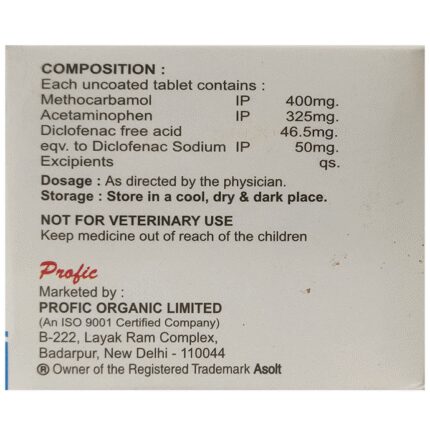 COMPOSITION :
Each uncoated tablet contains :
Methocarbamol IP 400mg.
Acetaminophen IP 325mg.
Diclofenac free acid 46.5mg.
eqv. to Diclofenac Sodium IP 50mg.
Excipients qs.
Dosage : As directed by the physician.
Storage : Store in a cool, dry & dark place.
NOT FOR VETERINARY USE
Keep medicine out of reach of the children
Profic
Marketed by :
PROFIC ORGANIC LIMITED
(An ISO 9001 Certified Company)
B-222, Layak Ram Complex,
Badarpur, New Delhi - 110044
® Owner of the Registered Trademark Asolt